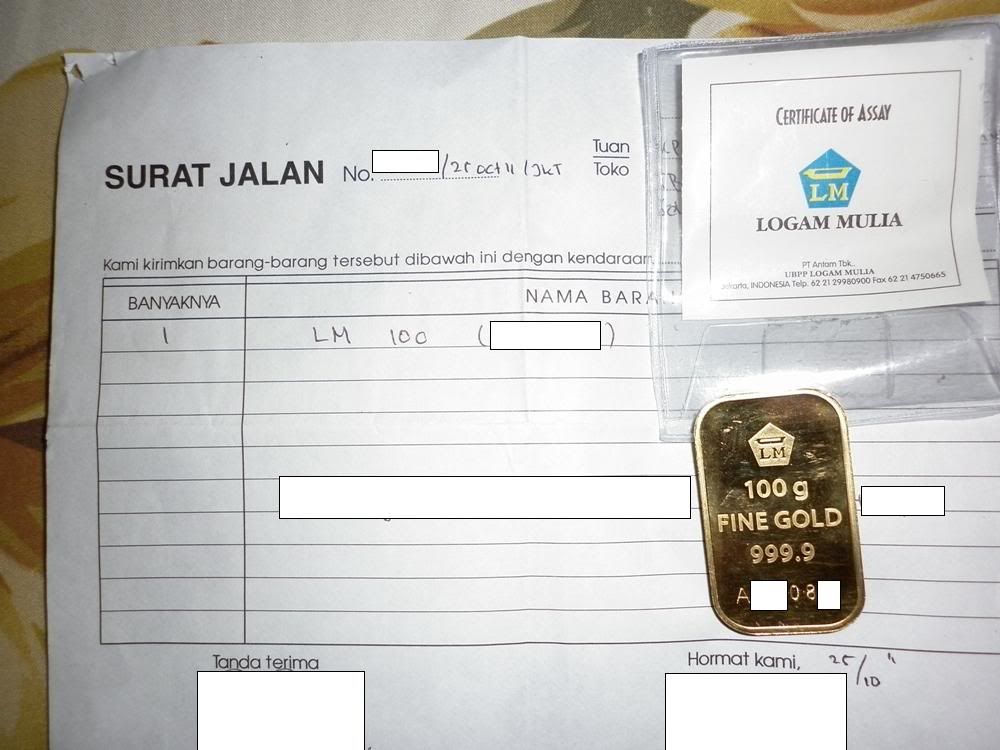 SURAT JALAN No. /25 Oct 11 / JKT
Tuan
Toko
Kami kirimkan barang-barang tersebut dibawah ini dengan kendaraan
BANYAKNYA NAMA BARA
1 LM 100 ( )
Tanda terima
Hormat kami, 25/10 "
CERTIFICATE OF ASSAY
LM
LOGAM MULIA
PT Antam Tbk..
UBPP LOGAM MULIA
Jakarta, INDONESIA Telp. 62 21 29980900 Fax 62 21 4750665
LM
100 g
FINE GOLD
999.9
A 0 8